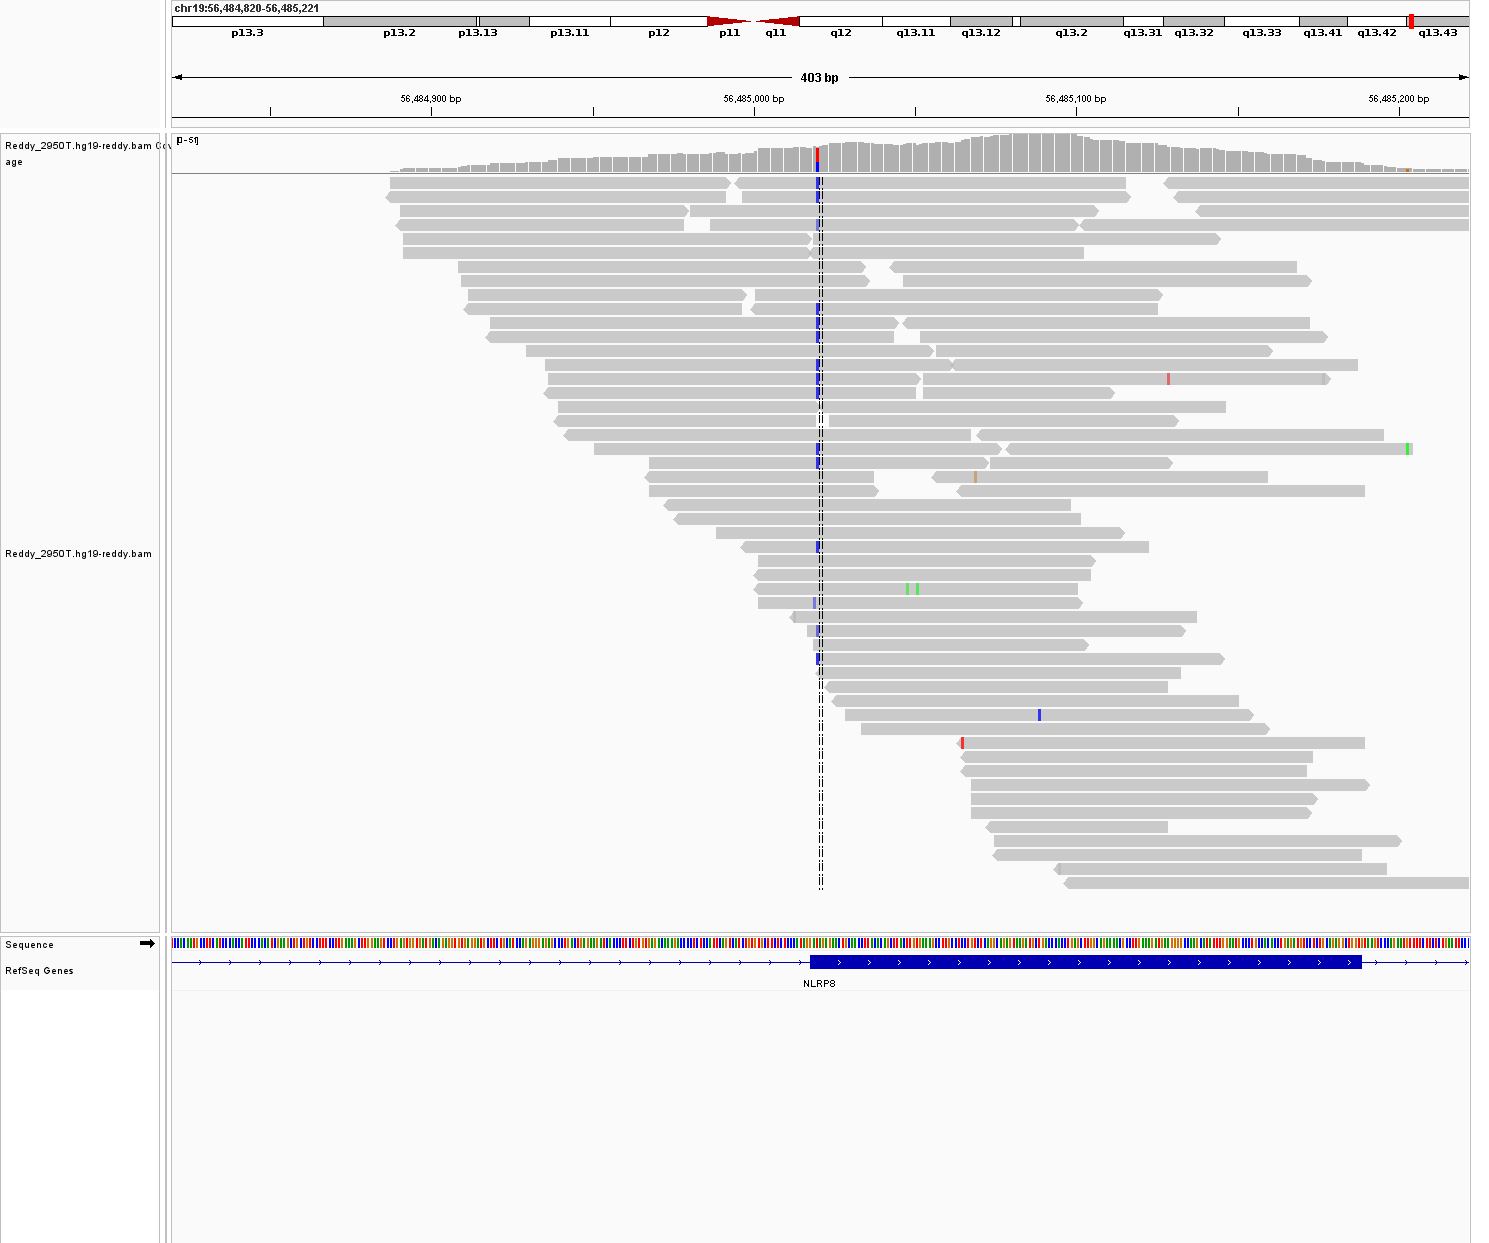 chr19:56,484,820-56,485,221
p13.3 p13.2 p13.13 p13.11 p12 p11 q11 q12 q13.11 q13.12 q13.2 q13.31 q13.32 q13.33 q13.41 q13.42 q13.43
403 bp
56,484,900 bp 56,485,000 bp 56,485,100 bp 56,485,200 bp
[0-51]
Reddy_2950T.hg19-reddy.bam Cov
age
Reddy_2950T.hg19-reddy.bam
Sequence
RefSeq Genes
NLRP8